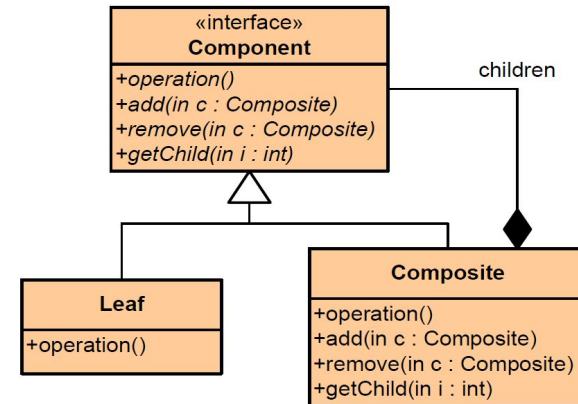 «interface»
Component
+operation()
+add(in c : Composite)
+remove(in c : Composite)
+getChild(in i : int)
children
Leaf
+operation()
Composite
+operation()
+add(in c : Composite)
+remove(in c : Composite)
+getChild(in i : int)